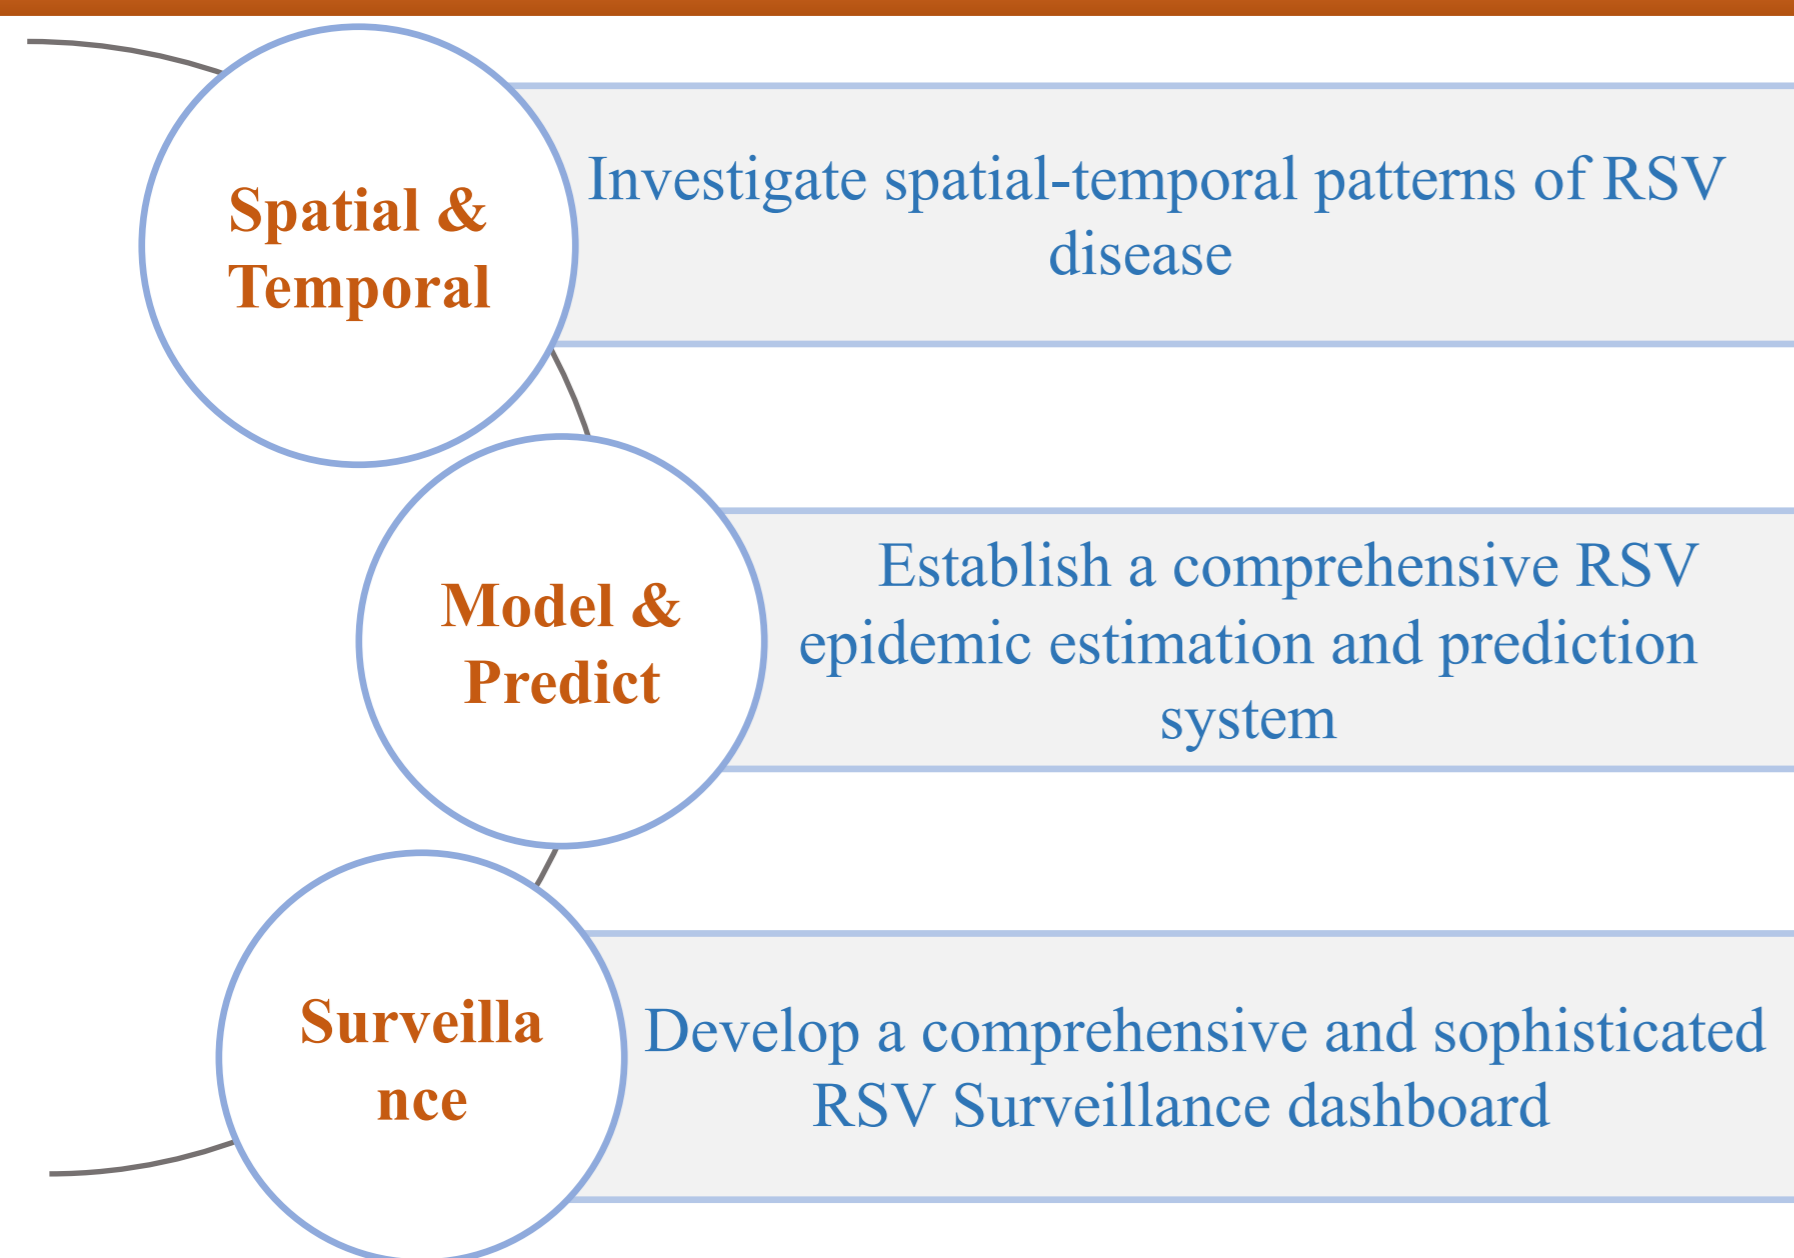 Spatial &
Temporal
Investigate spatial-temporal patterns of RSV
disease
Model &
Predict
Establish a comprehensive RSV
epidemic estimation and prediction
system
Surveilla
nce
Develop a comprehensive and sophisticated
RSV Surveillance dashboard